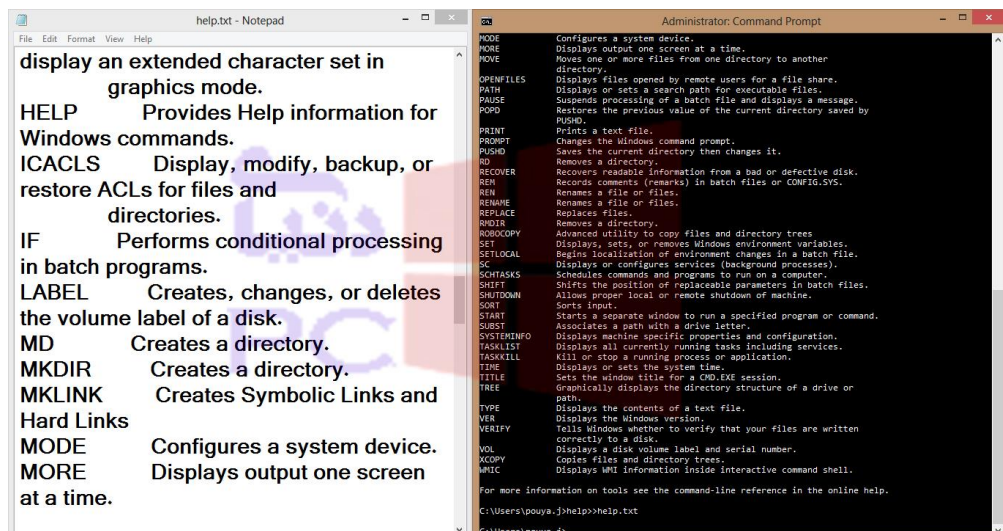 help.txt - Notepad
File Edit Format View Help
display an extended character set in
graphics mode.
HELP Provides Help information for
Windows commands.
ICACLS Display, modify, backup, or
restore ACLs for files and
directories.
IF Performs conditional processing
in batch programs.
LABEL Creates, changes, or deletes
the volume label of a disk.
MD Creates a directory.
MKDIR Creates a directory.
MKLINK Creates Symbolic Links and
Hard Links
MODE Configures a system device.
MORE Displays output one screen
at a time.
Administrator: Command Prompt
MODE Configures a system device.
MORE Displays output one screen at a time.
MOVE Moves one or more files from one directory to another
directory.
OPENFILES Displays files opened by remote users for a file share.
PATH Displays or sets a search path for executable files.
PAUSE Suspends processing of a batch file and displays a message.
POPD Restores the previous value of the current directory saved by
PUSHD.
PRINT Prints a text file.
PROMPT Changes the Windows command prompt.
PUSHD Saves the current directory then changes it.
RD Removes a directory.
RECOVER Recovers readable information from a bad or defective disk.
REM Records comments (remarks) in batch files or CONFIG.SYS.
REN Renames a file or files.
RENAME Renames a file or files.
REPLACE Replaces files.
RMDIR Removes a directory.
ROBOCOPY Advanced utility to copy files and directory trees
SET Displays, sets, or removes Windows environment variables.
SETLOCAL Begins localization of environment changes in a batch file.
SC Displays or configures services (background processes).
SCHTASKS Schedules commands and programs to run on a computer.
SHIFT Shifts the position of replaceable parameters in batch files.
SHUTDOWN Allows proper local or remote shutdown of machine.
SORT Sorts input.
START Starts a separate window to run a specified program or command.
SUBST Associates a path with a drive letter.
SYSTEMINFO Displays machine specific properties and configuration.
TASKLIST Displays all currently running tasks including services.
TASKKILL Kill or stop a running process or application.
TIME Displays or sets the system time.
TITLE Sets the window title for a CMD.EXE session.
TREE Graphically displays the directory structure of a drive or
path.
TYPE Displays the contents of a text file.
VER Displays the Windows version.
VERIFY Tells Windows whether to verify that your files are written
correctly to a disk.
VOL Displays a disk volume label and serial number.
XCOPY Copies files and directory trees.
WMIC Displays WMI information inside interactive command shell.
For more information on tools see the command-line reference in the online help.
C:\Users\pouya.j>help>>help.txt
C:\Users\pouya.j>
دنیای
PC